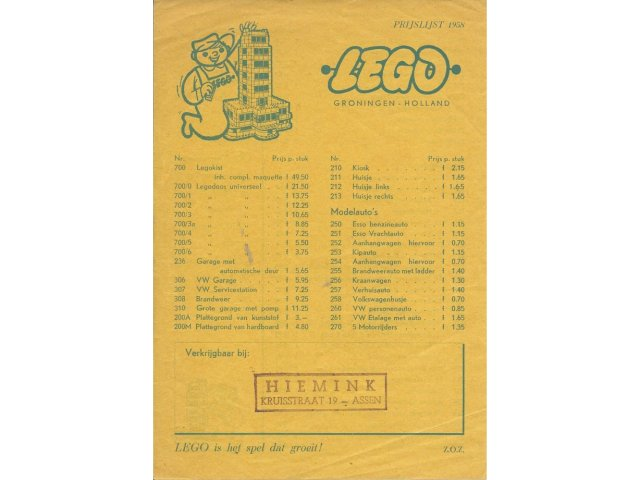 PRIJSLIJST 1958
LEGO
LEGO
GRONINGEN - HOLLAND
Nr. Prijs p. stuk
700 Legokist
inh. compl. maquette f 49.50
700/0 Legodoos universeel . . f 21.50
700/1 „ „ . . f 13.75
700/2 „ „ . . f 12.25
700/3 „ „ . . f 10.65
700/3a „ „ . . f 8.85
700/4 „ „ . . f 7.25
700/5 „ „ . . f 5.50
700/6 „ „ . . f 3.75
236 Garage met
automatische deur f 5.65
306 VW Garage . . . . f 5.95
307 VW Servicestation . . . f 7.25
308 Brandweer . . . . f 9.25
310 Grote garage met pomp f 11.25
200A Plattegrond van kunststof f 3.—
200M Plattegrond van hardboard f 4.80
Nr. Prijs p. stuk
210 Kiosk . . . . . . . f 2.15
211 Huisje . . . . . . . f 1.65
212 Huisje links . . . . . f 1.65
213 Huisje rechts . . . . . f 1.65
Modelauto's
250 Esso benzineauto . . . f 1.15
251 Esso Vrachtauto . . . f 1.15
252 Aanhangwagen hiervoor f 0.70
253 Kipauto . . . . . . f 1.15
254 Aanhangwagen hiervoor f 0.70
255 Brandweerauto met ladder f 1.40
256 Kraanwagen . . . . . f 1.30
257 Verhuisauto . . . . . f 1.40
258 Volkswagenbusje . . . f 0.70
260 VW personenauto . . . f 0.85
261 VW Etalage met auto . . f 1.65
270 5 Motorrijders . . . . f 1.35
Verkrijgbaar bij:
HIEMINK
KRUISSTRAAT 19 — ASSEN
LEGO is het spel dat groeit!
Z.O.Z.